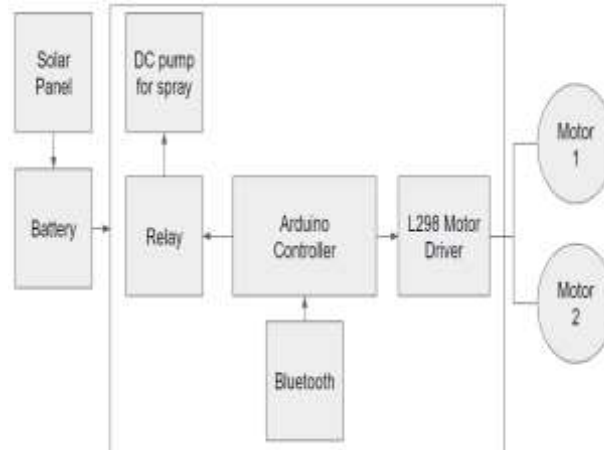 Solar
Panel
DC pump
for spray
Motor
1
Battery
Relay
Arduino
Controller
L298 Motor
Driver
Motor
2
Bluetooth